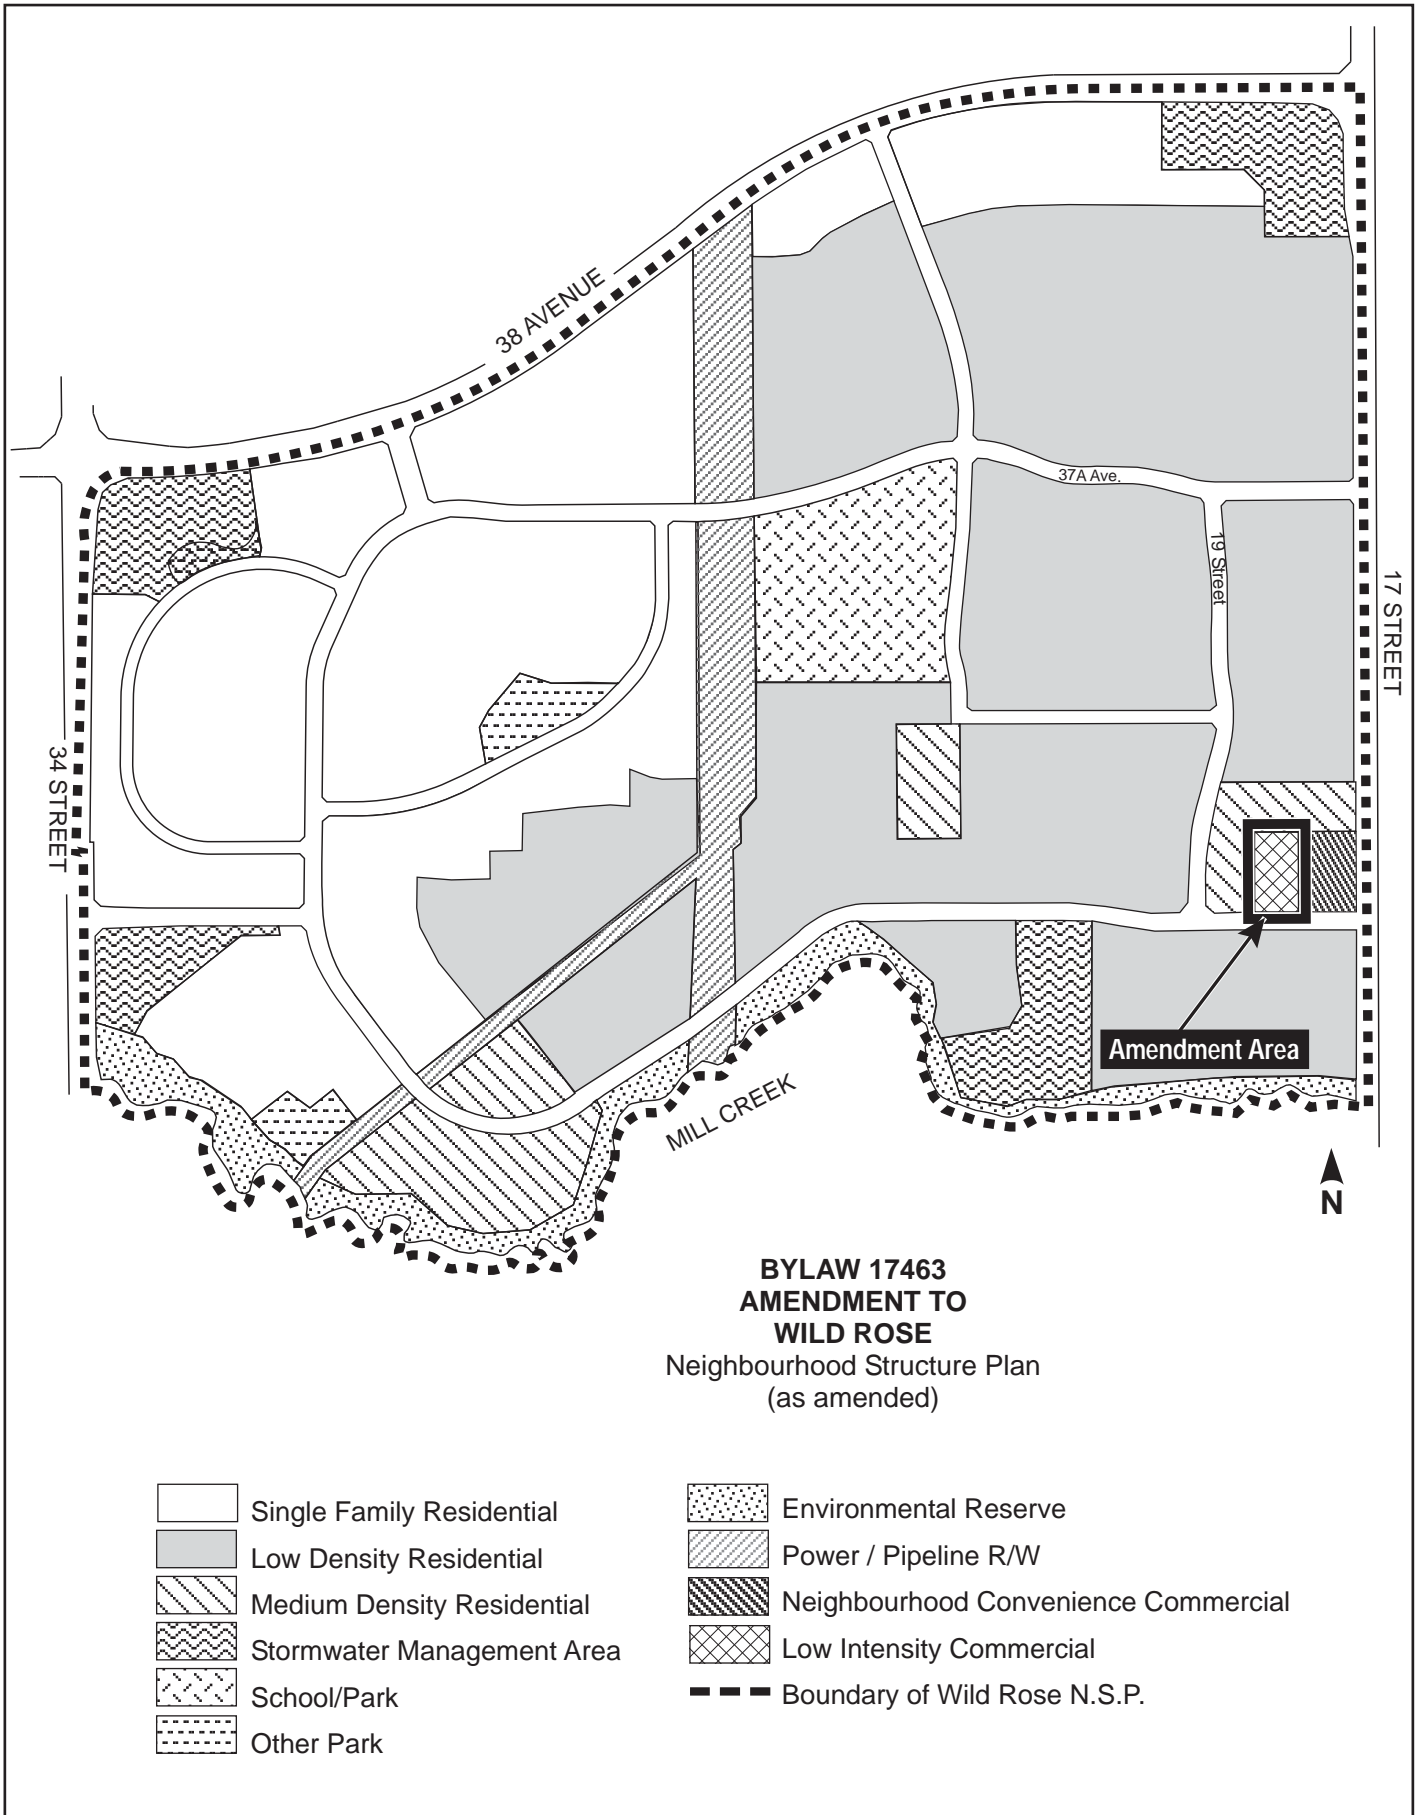 38 AVENUE
37A Ave.
19 Street
17 STREET
34 STREET
Amendment Area
MILL CREEK
N
BYLAW 17463
AMENDMENT TO
WILD ROSE
Neighbourhood Structure Plan
(as amended)
Single Family Residential
Low Density Residential
Medium Density Residential
Stormwater Management Area
School/Park
Other Park
Environmental Reserve
Power / Pipeline R/W
Neighbourhood Convenience Commercial
Low Intensity Commercial
Boundary of Wild Rose N.S.P.